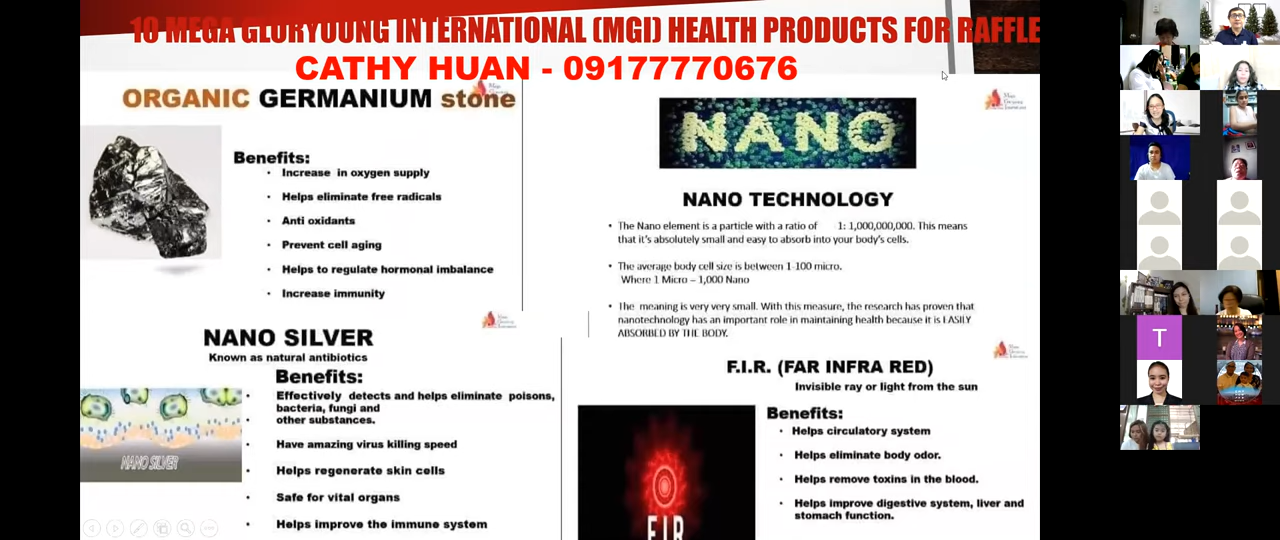 10 MEGA GLORYOUNG INTERNATIONAL (MGI) HEALTH PRODUCTS FOR RAFFLE
CATHY HUAN - 09177770676
ORGANIC GERMANIUM stone
Benefits:
• Increase in oxygen supply
• Helps eliminate free radicals
• Anti oxidants
• Prevent cell aging
• Helps to regulate hormonal imbalance
• Increase immunity
NANO
NANO TECHNOLOGY
• The Nano element is a particle with a ratio of 1: 1,000,000,000. This means
that it's absolutely small and easy to absorb into your body's cells.
• The average body cell size is between 1-100 micro.
Where 1 Micro – 1,000 Nano
• The meaning is very very small. With this measure, the research has proven that
nanotechnology has an important role in maintaining health because it is EASILY
ABSORBED BY THE BODY.
NANO SILVER
Known as natural antibiotics
Benefits:
• Effectively detects and helps eliminate poisons,
bacteria, fungi and
• other substances.
• Have amazing virus killing speed
• Helps regenerate skin cells
• Safe for vital organs
• Helps improve the immune system
NANO SILVER
F.I.R. (FAR INFRA RED)
Invisible ray or light from the sun
Benefits:
• Helps circulatory system
• Helps eliminate body odor.
• Helps remove toxins in the blood.
• Helps improve digestive system, liver and
stomach function.
FIR
T